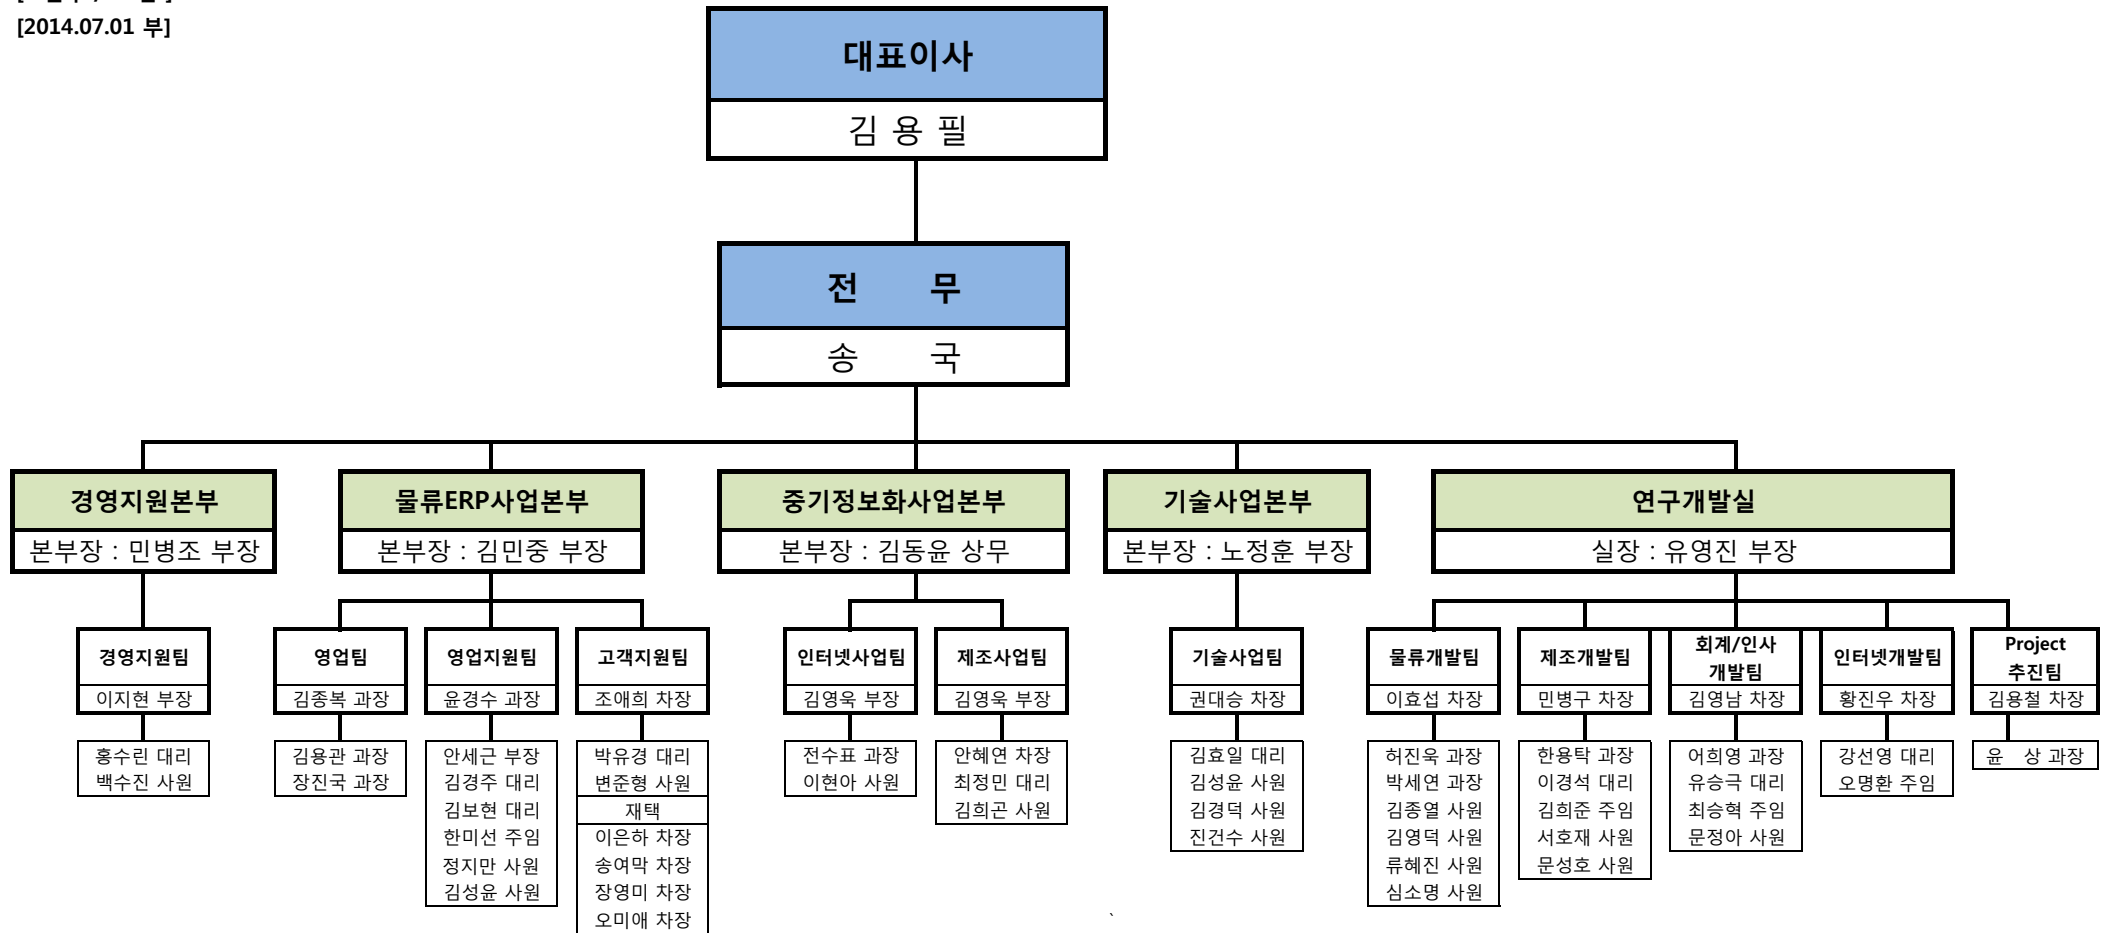 [2014.07.01 부]
대표이사
김 용 필
전 무
송 국
경영지원본부
본부장 : 민병조 부장
물류ERP사업본부
본부장 : 김민중 부장
중기정보화사업본부
본부장 : 김동윤 상무
기술사업본부
본부장 : 노정훈 부장
연구개발실
실장 : 유영진 부장
경영지원팀
이지현 부장
홍수린 대리
백수진 사원
영업팀
김종복 과장
김용관 과장
장진국 과장
영업지원팀
윤경수 과장
안세근 부장
김경주 대리
김보현 대리
한미선 주임
정지만 사원
김성윤 사원
고객지원팀
조애희 차장
박유경 대리
변준형 사원
재택
이은하 차장
송여막 차장
장영미 차장
오미애 차장
인터넷사업팀
김영욱 부장
전수표 과장
이현아 사원
제조사업팀
김영욱 부장
안혜연 차장
최정민 대리
김희곤 사원
기술사업팀
권대승 차장
김효일 대리
김성윤 사원
김경덕 사원
진건수 사원
물류개발팀
이효섭 차장
허진욱 과장
박세연 과장
김종열 사원
김영덕 사원
류혜진 사원
심소명 사원
제조개발팀
민병구 차장
한용탁 과장
이경석 대리
김희준 주임
서호재 사원
문성호 사원
회계/인사
개발팀
김영남 차장
어희영 과장
유승극 대리
최승혁 주임
문정아 사원
인터넷개발팀
황진우 차장
강선영 대리
오명환 주임
Project
추진팀
김용철 차장
윤 상 과장
`